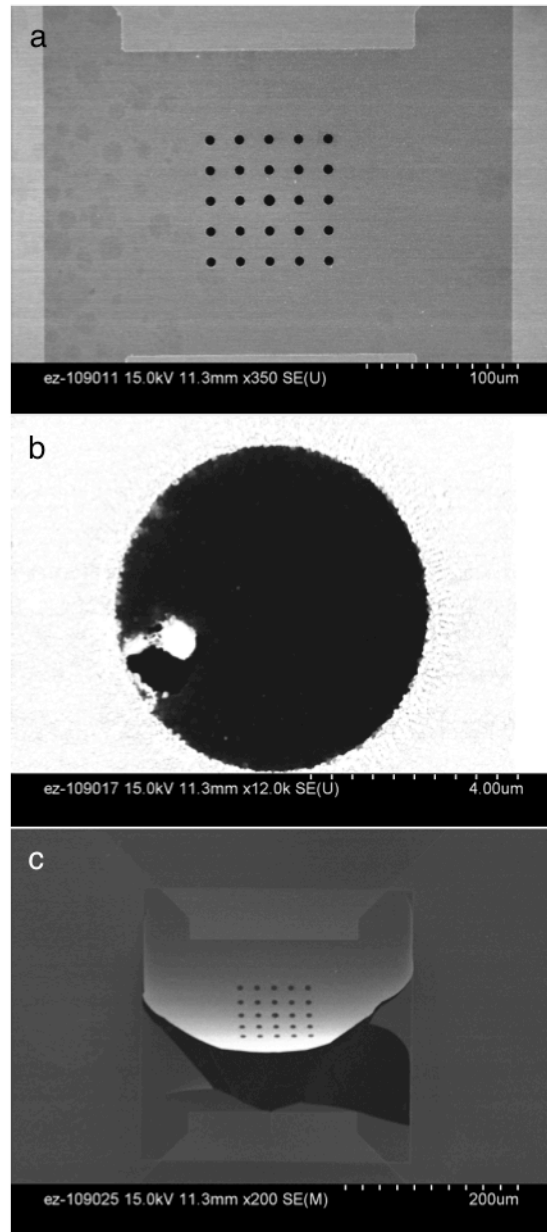 a
ez-109011 15.0kV 11.3mm x350 SE(U)
100um
b
ez-109017 15.0kV 11.3mm x12.0k SE(U)
4.00um
c
ez-109025 15.0kV 11.3mm x200 SE(M)
200um